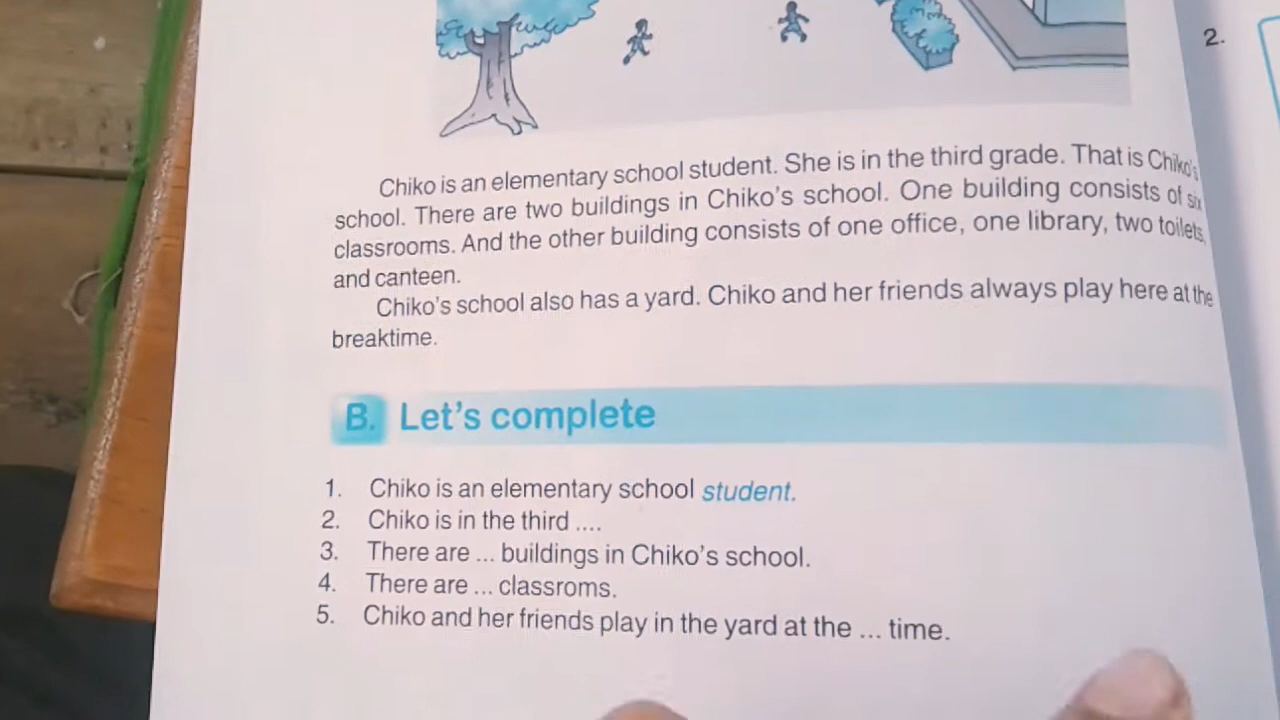 2.
Chiko is an elementary school student. She is in the third grade. That is Chiko's
school. There are two buildings in Chiko's school. One building consists of six
classrooms. And the other building consists of one office, one library, two toilets,
and canteen.
Chiko's school also has a yard. Chiko and her friends always play here at the
breaktime.
B. Let's complete
1. Chiko is an elementary school student.
2. Chiko is in the third ....
3. There are ... buildings in Chiko's school.
4. There are ... classroms.
5. Chiko and her friends play in the yard at the ... time.